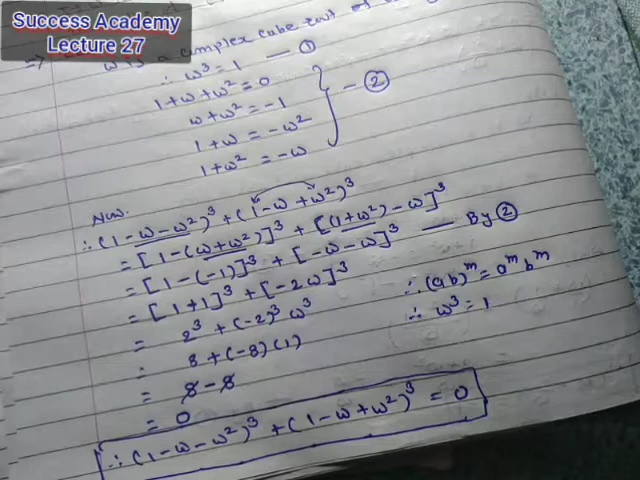 Success Academy
Lecture 27
⇒ ω is a complex cube root of
∴ ω³ = 1 — ①
1+ω+ω² = 0
ω+ω² = -1
1+ω = -ω² } — ②
1+ω² = -ω
Now.
∴ (1-ω-ω²)³ + (1-ω+ω²)³
= [1-(ω+ω²)]³ + [(1+ω²)-ω]³
= [1-(-1)]³ + [-ω-ω]³ — By ②
= [1+1]³ + [-2ω]³
= 2³ + (-2)³ ω³ ∴ (ab)ᵐ = aᵐbᵐ
= 8 + (-8)(1) ∴ ω³ = 1
= 8 - 8
= 0
∴ (1-ω-ω²)³ + (1-ω+ω²)³ = 0